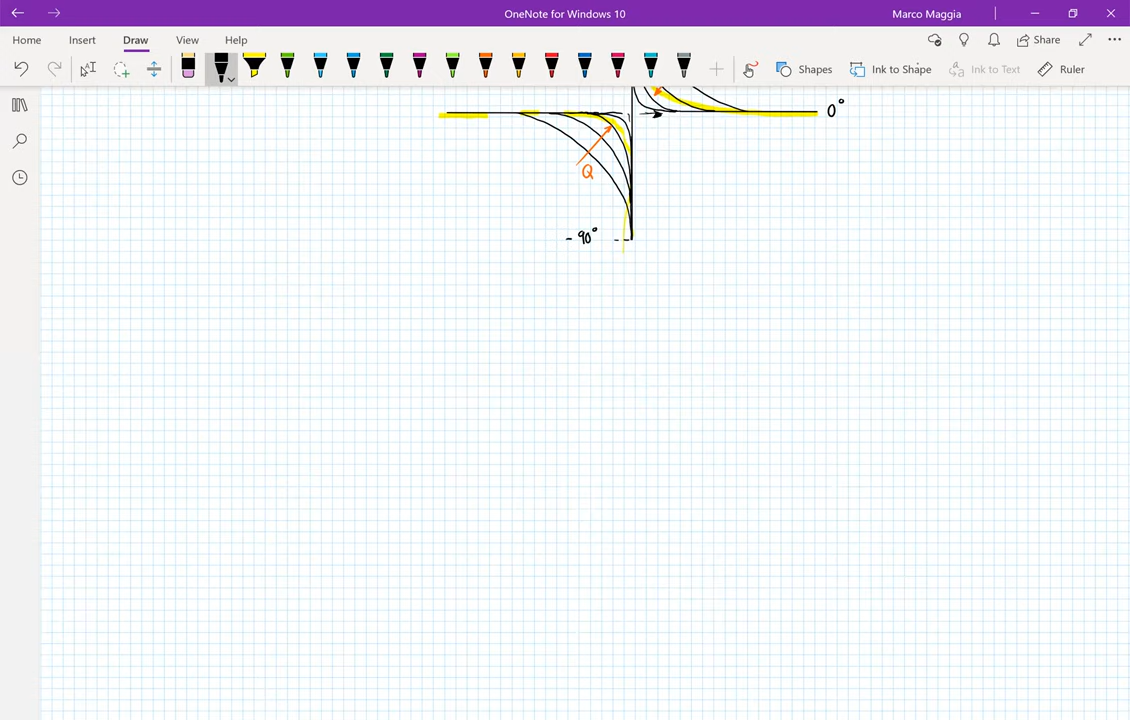 OneNote for Windows 10
Marco Maggia
Home Insert Draw View Help
Share
Shapes
Ink to Shape
Ink to Text
Ruler
0°
Q
- 90°